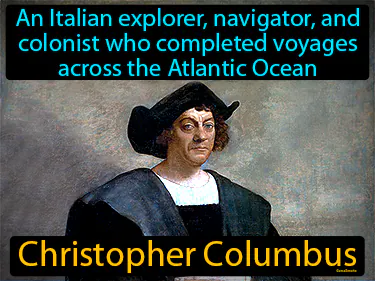 An Italian explorer, navigator, and
colonist who completed voyages
across the Atlantic Ocean
Christopher Columbus